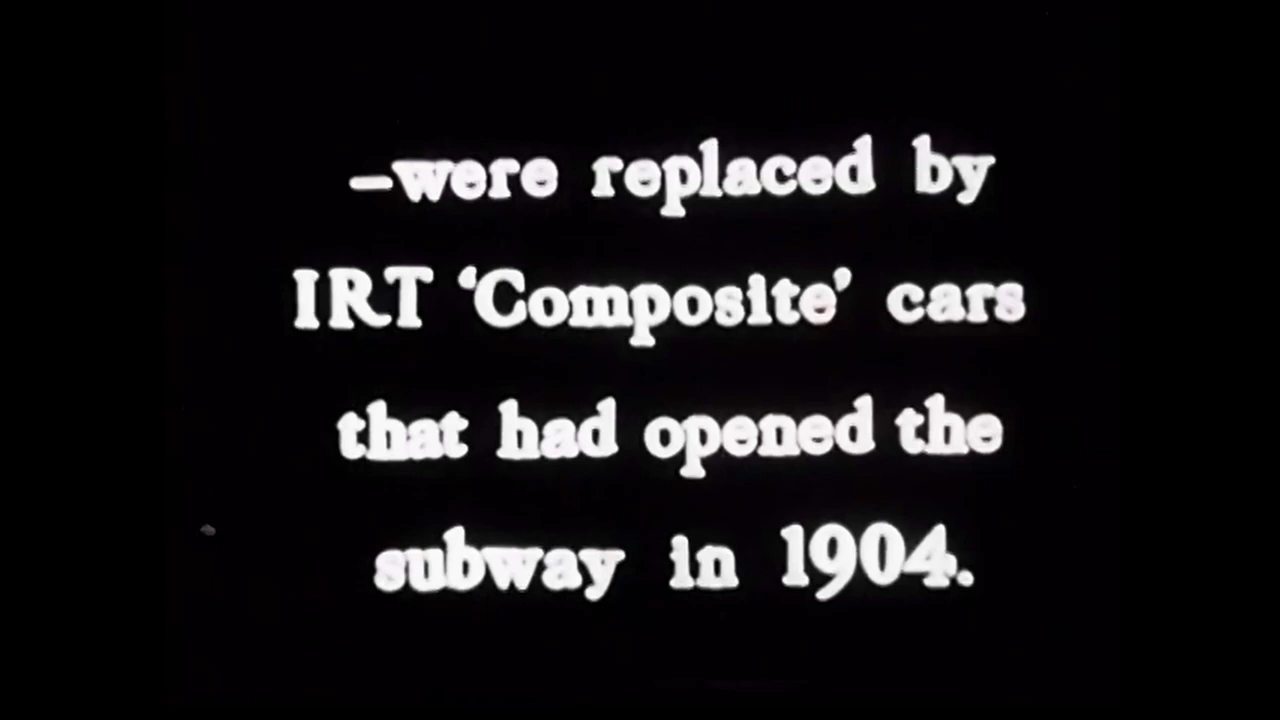 –were replaced by
IRT ‘Composite’ cars
that had opened the
subway in 1904.